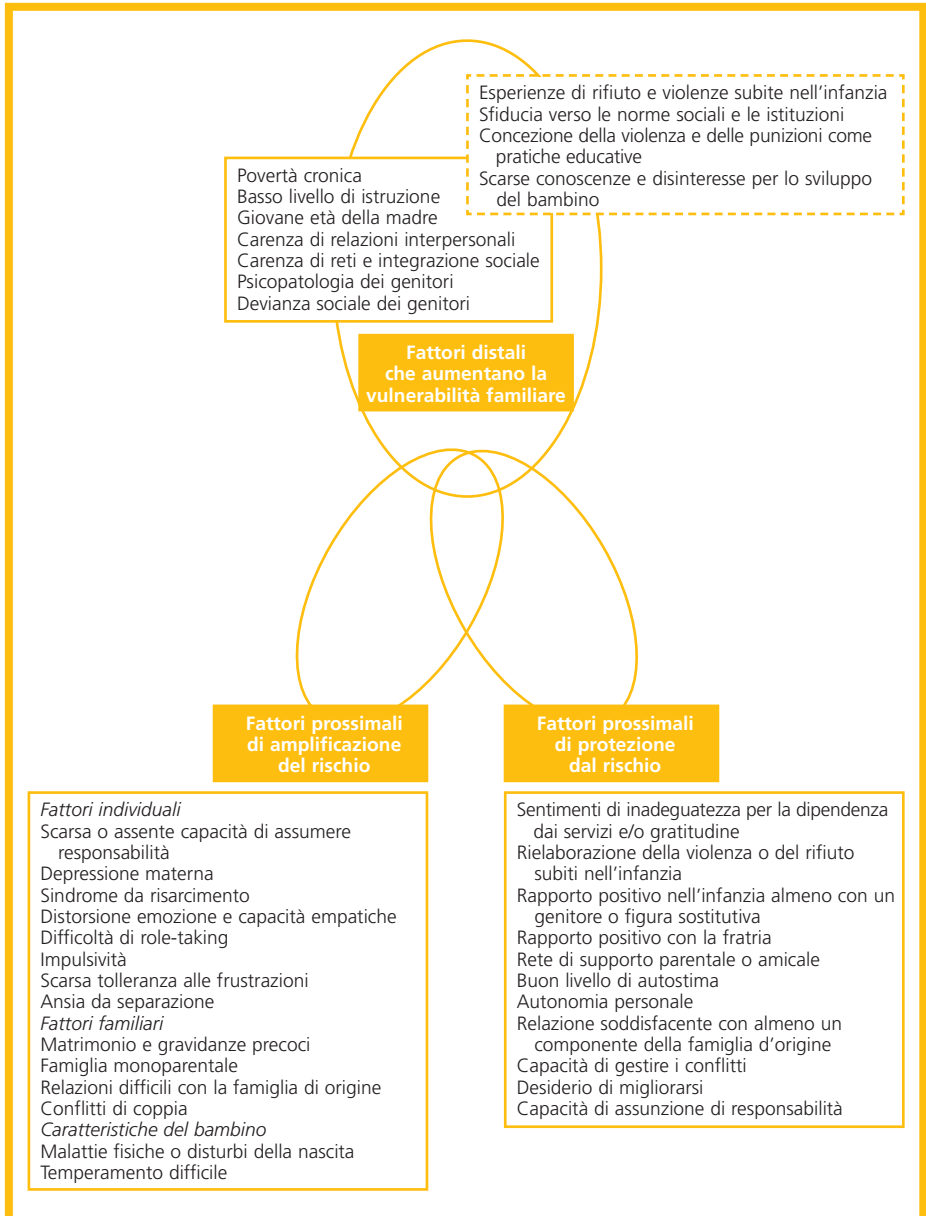 Esperienze di rifiuto e violenze subite nell’infanzia
Sfiducia verso le norme sociali e le istituzioni
Concezione della violenza e delle punizioni come
pratiche educative
Scarse conoscenze e disinteresse per lo sviluppo
del bambino
Povertà cronica
Basso livello di istruzione
Giovane età della madre
Carenza di relazioni interpersonali
Carenza di reti e integrazione sociale
Psicopatologia dei genitori
Devianza sociale dei genitori
Fattori distali
che aumentano la
vulnerabilità familiare
Fattori prossimali
di amplificazione
del rischio
Fattori individuali
Scarsa o assente capacità di assumere
responsabilità
Depressione materna
Sindrome da risarcimento
Distorsione emozione e capacità empatiche
Difficoltà di role-taking
Impulsività
Scarsa tolleranza alle frustrazioni
Ansia da separazione
Fattori familiari
Matrimonio e gravidanze precoci
Famiglia monoparentale
Relazioni difficili con la famiglia di origine
Conflitti di coppia
Caratteristiche del bambino
Malattie fisiche o disturbi della nascita
Temperamento difficile
Fattori prossimali
di protezione
dal rischio
Sentimenti di inadeguatezza per la dipendenza
dai servizi e/o gratitudine
Rielaborazione della violenza o del rifiuto
subiti nell’infanzia
Rapporto positivo nell’infanzia almeno con un
genitore o figura sostitutiva
Rapporto positivo con la fratria
Rete di supporto parentale o amicale
Buon livello di autostima
Autonomia personale
Relazione soddisfacente con almeno un
componente della famiglia d’origine
Capacità di gestire i conflitti
Desiderio di migliorarsi
Capacità di assunzione di responsabilità